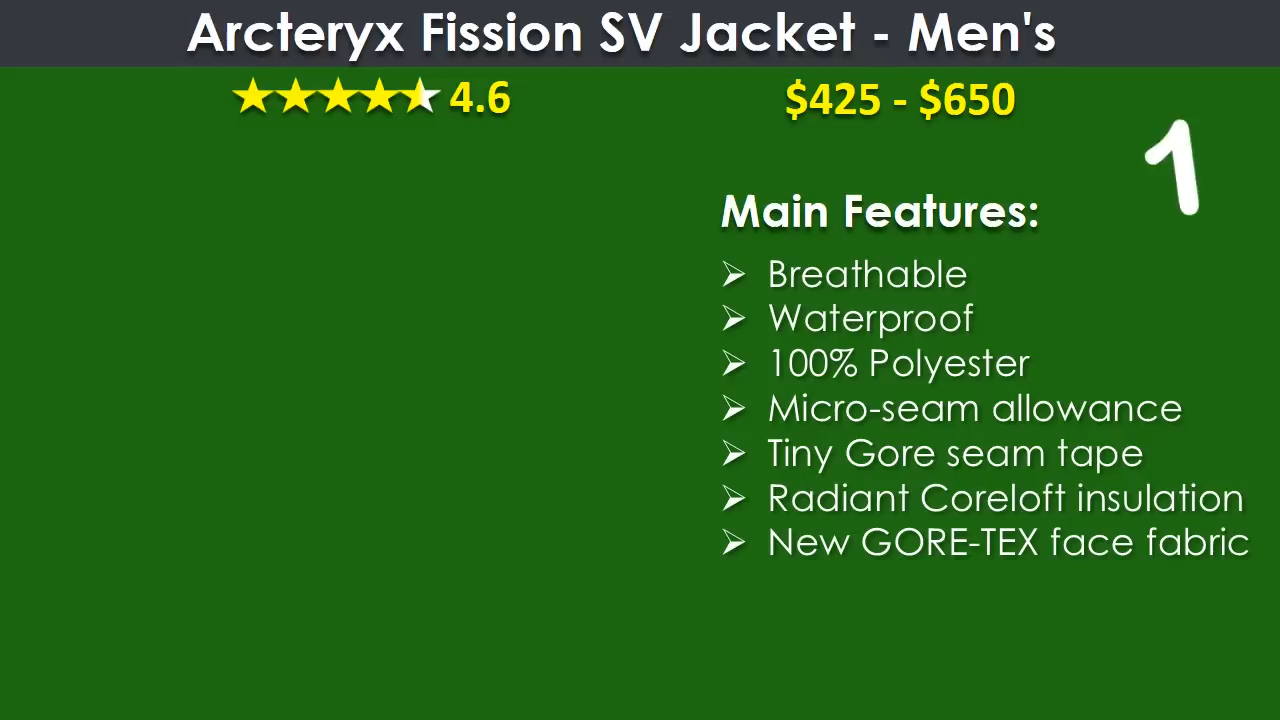 Arcteryx Fission SV Jacket - Men's
4.6
$425 - $650
1
Main Features:
Breathable
Waterproof
100% Polyester
Micro-seam allowance
Tiny Gore seam tape
Radiant Coreloft insulation
New GORE-TEX face fabric